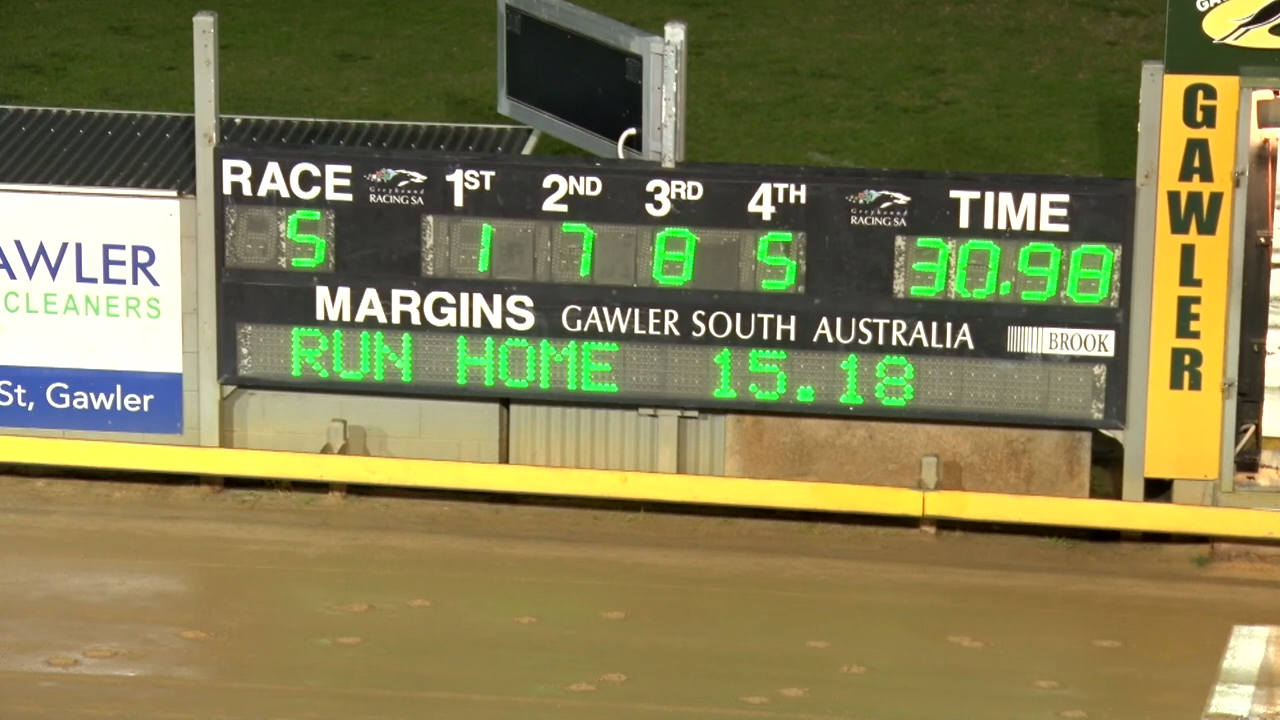 RACE Greyhound RACING SA 1ST 2ND 3RD 4TH Greyhound RACING SA TIME
5 1 7 8 5 30.98
MARGINS GAWLER SOUTH AUSTRALIA BROOK
RUN HOME 15.18
AWLER
CLEANERS
St, Gawler
GAWLER